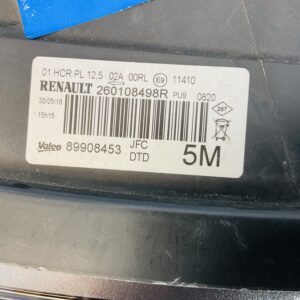 01 HCR PL 12,5 02A 00RL E9 11410
RENAULT 260108498R PU9 0820
30/05/18
15h15
287
Valeo 89908453 JFC
DTD
5M